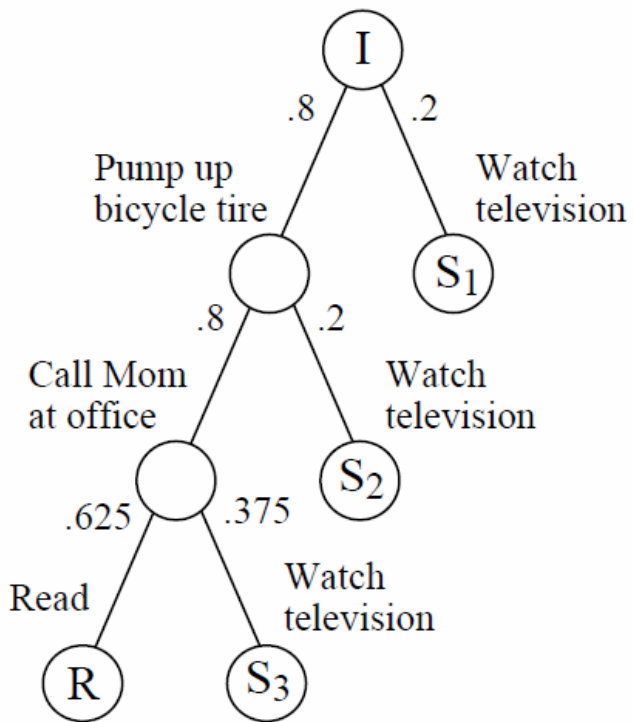 I
.8
.2
Pump up
bicycle tire
Watch
television
S1
.8
.2
Call Mom
at office
Watch
television
S2
.625
.375
Read
Watch
television
R
S3